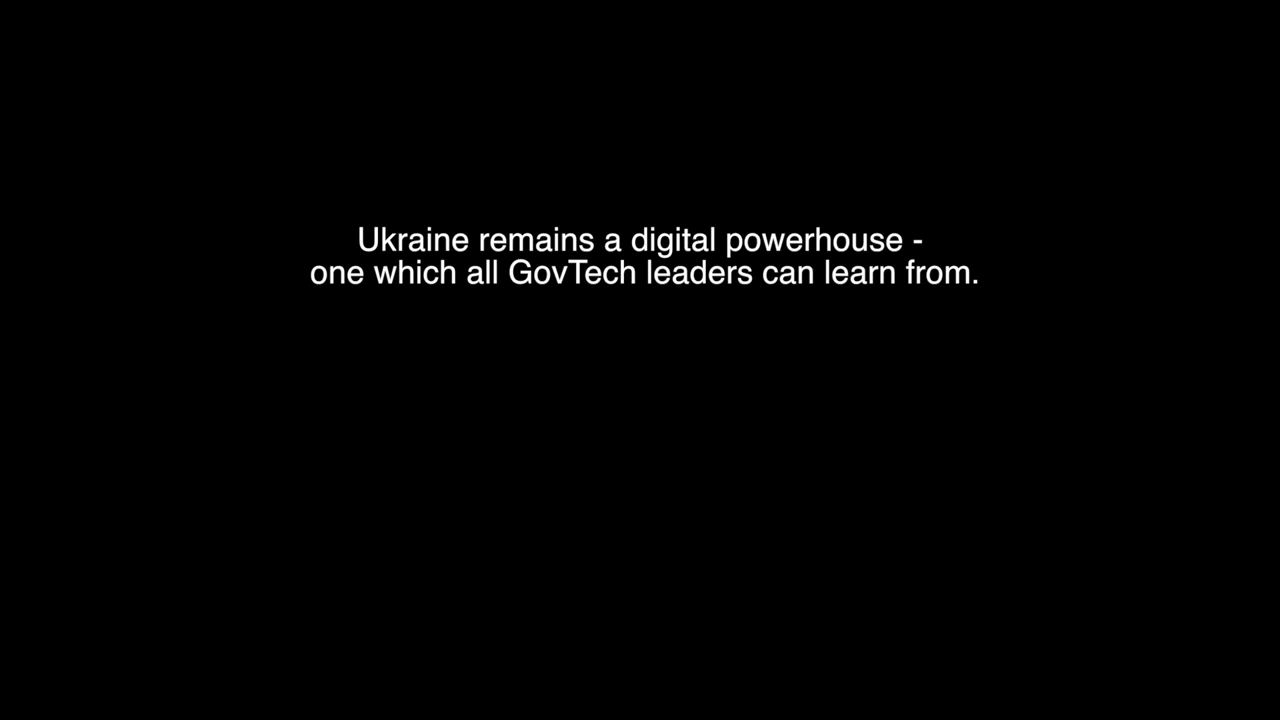 Ukraine remains a digital powerhouse -
one which all GovTech leaders can learn from.